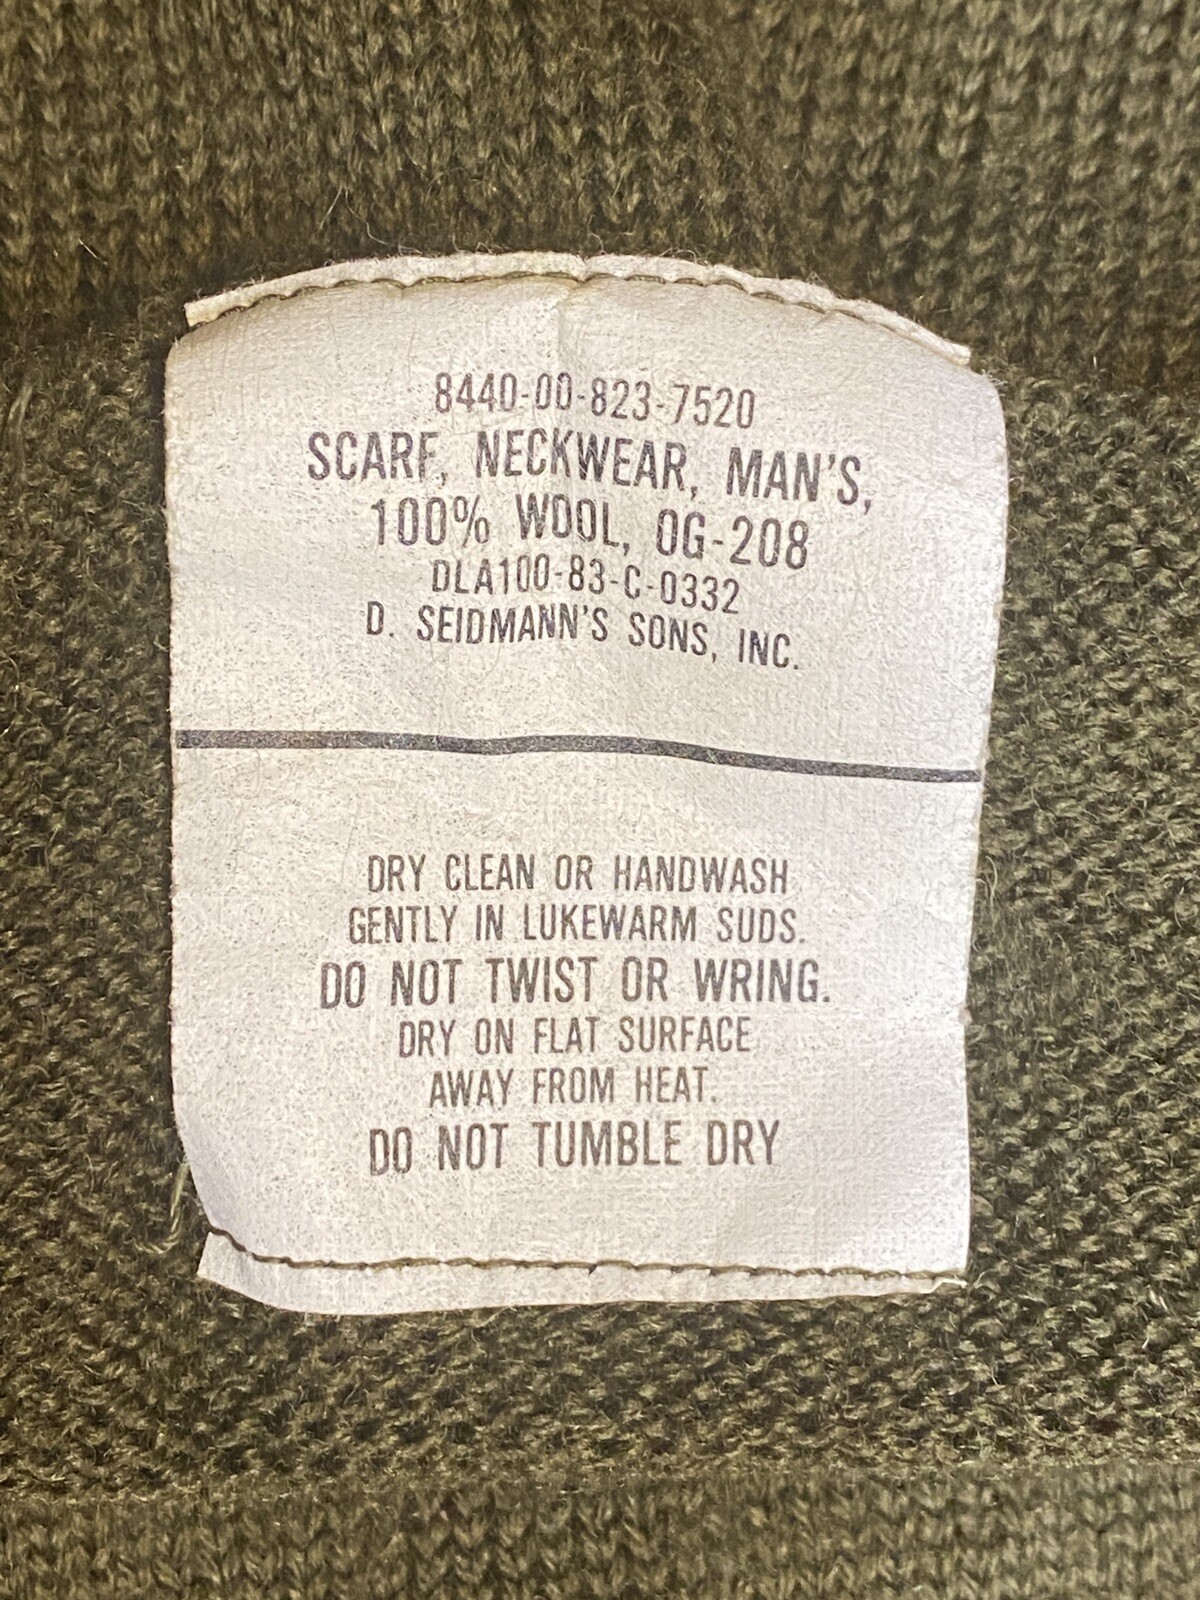 8440-00-823-7520
SCARF, NECKWEAR, MAN'S,
100% WOOL, OG-208
DLA100-83-C-0332
D. SEIDMANN'S SONS, INC.
DRY CLEAN OR HANDWASH
GENTLY IN LUKEWARM SUDS.
DO NOT TWIST OR WRING.
DRY ON FLAT SURFACE
AWAY FROM HEAT.
DO NOT TUMBLE DRY